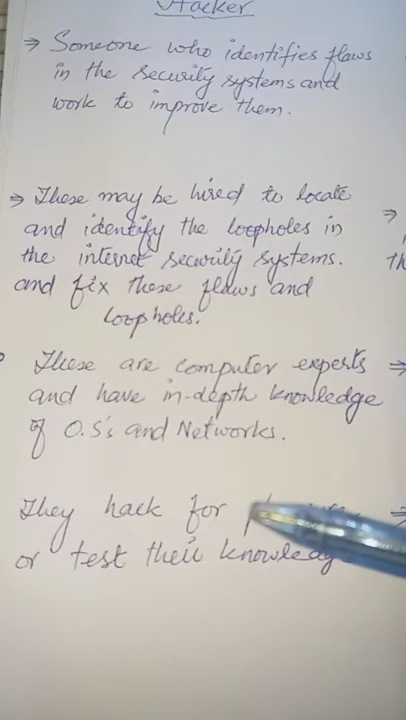 Hacker
⇒ Someone who identifies flaws
in the security systems and
work to improve them.
⇒ These may be hired to locate
and identify the loopholes in
the internet security systems.
and fix these flaws and
loopholes.
These are computer experts
and have in-depth knowledge
of O.S's and Networks.
They hack for
or test their knowledge
⇒
th
⇒